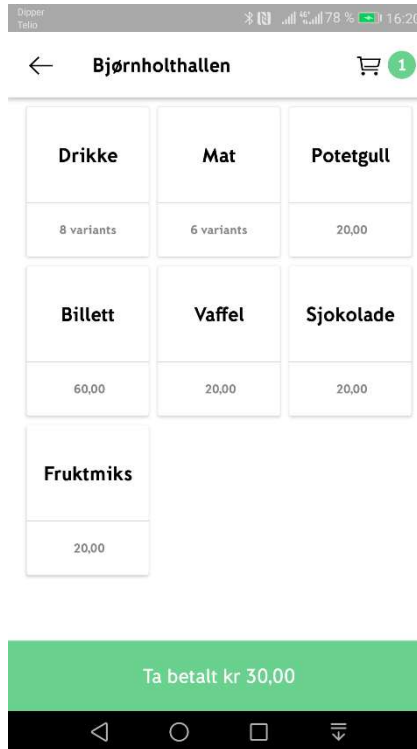 Dipper
Telio
78 % 16:20
Bjørnholthallen 1
Drikke Mat Potetgull
8 variants 6 variants 20,00
Billett Vaffel Sjokolade
60,00 20,00 20,00
Fruktmiks
20,00
Ta betalt kr 30,00